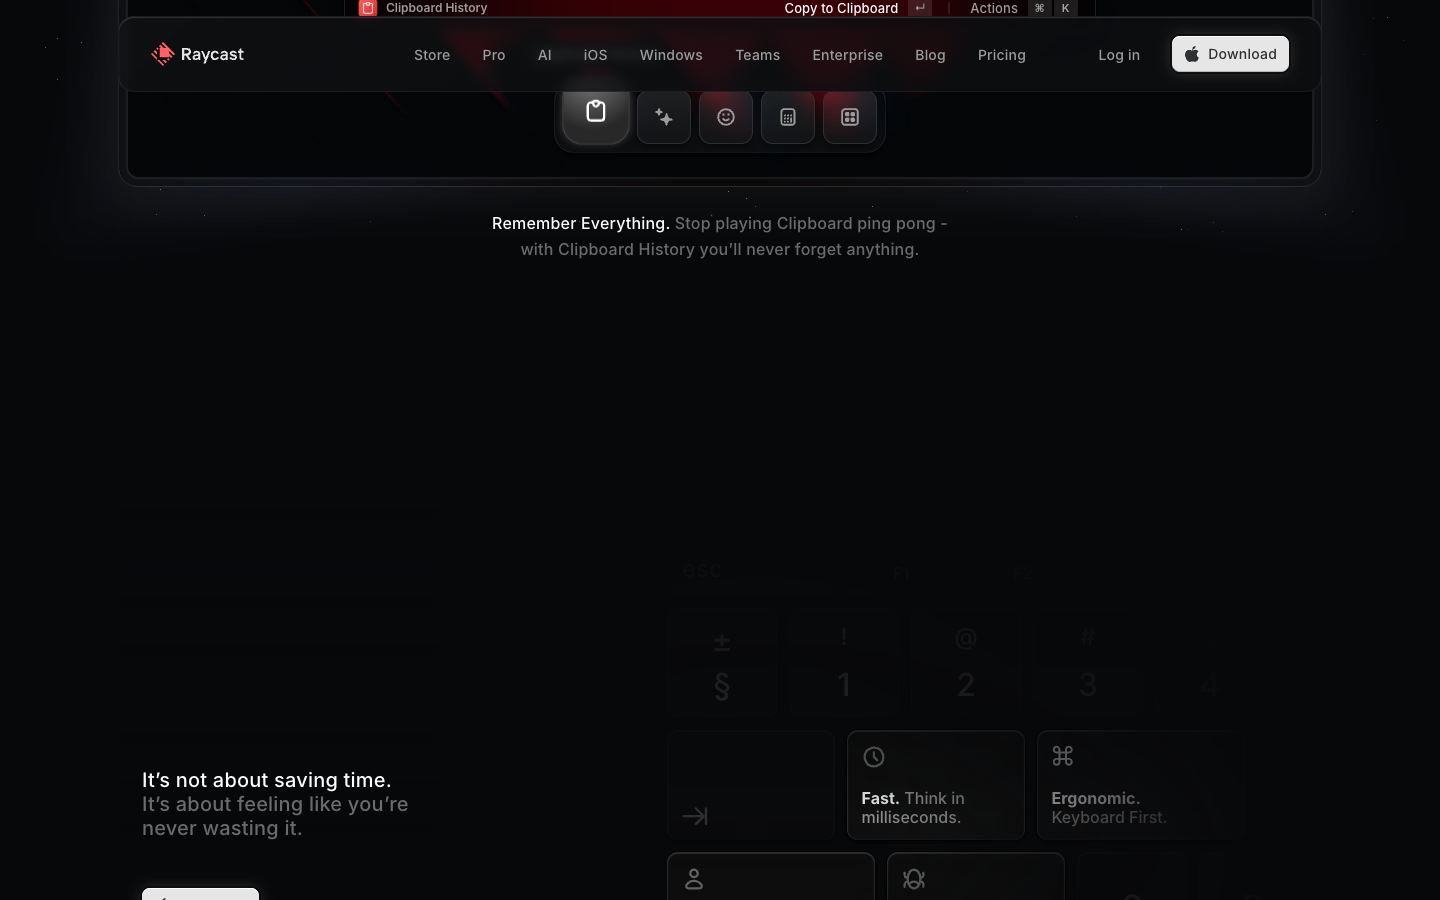 Clipboard History Copy to Clipboard ↵ Actions ⌘ K
Raycast Store Pro AI iOS Windows Teams Enterprise Blog Pricing Log in Download
Remember Everything. Stop playing Clipboard ping pong -
with Clipboard History you’ll never forget anything.
esc F1 F2
± ! @ #
§ 1 2 3 4
It’s not about saving time.
It’s about feeling like you’re
never wasting it.
Fast. Think in
milliseconds.
Ergonomic.
Keyboard First.